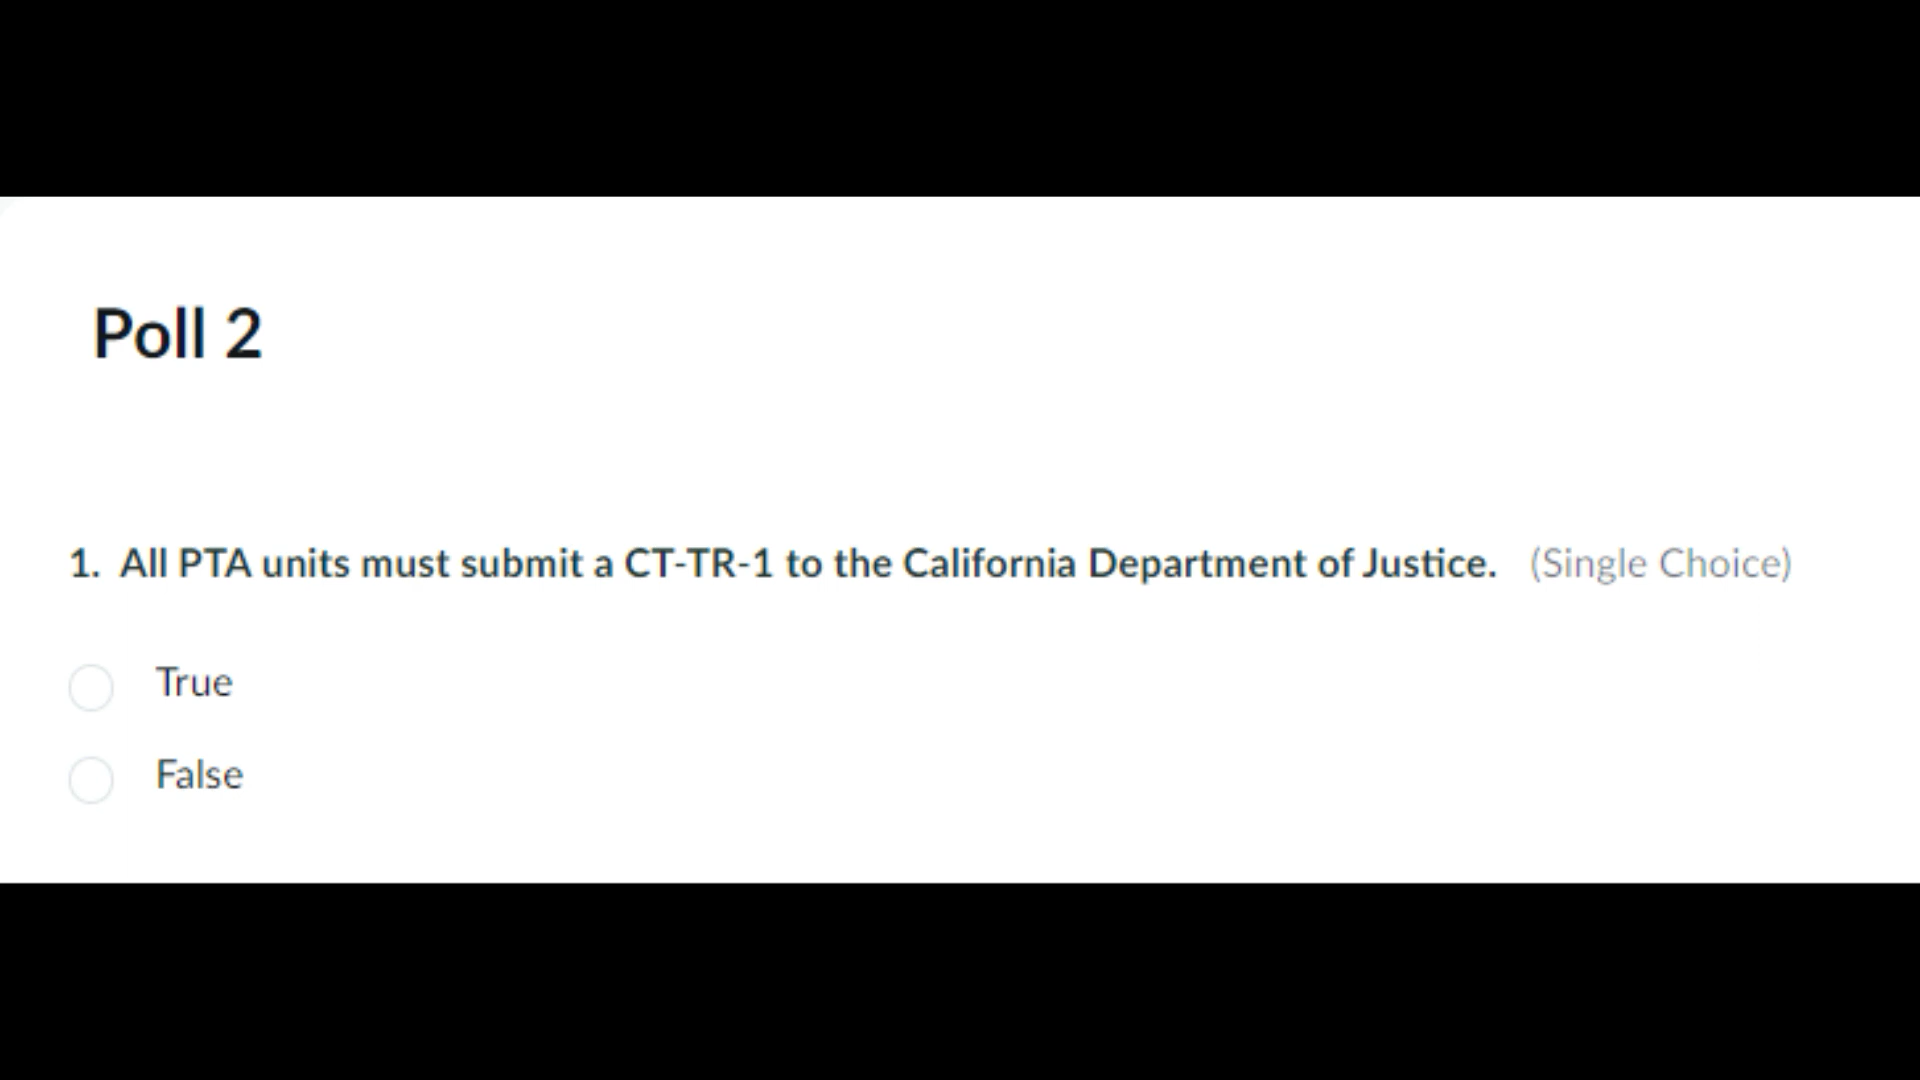 Poll 2
1. All PTA units must submit a CT-TR-1 to the California Department of Justice. (Single Choice)
True
False